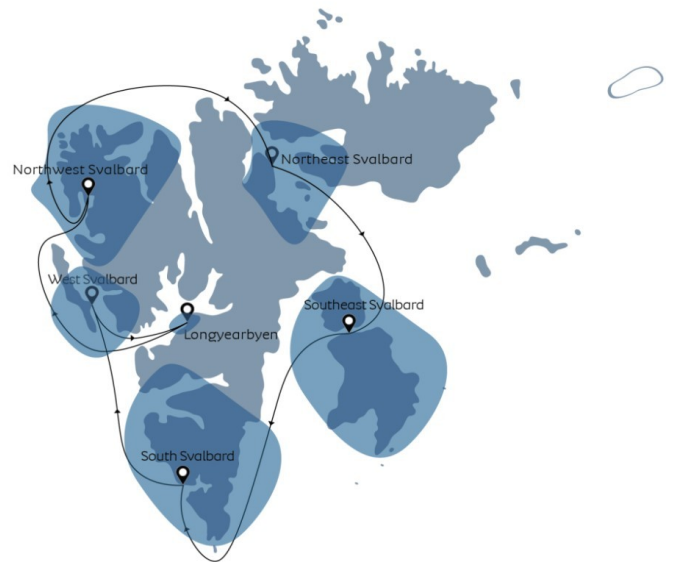 Northeast Svalbard
Northwest Svalbard
West Svalbard
Southeast Svalbard
Longyearbyen
South Svalbard